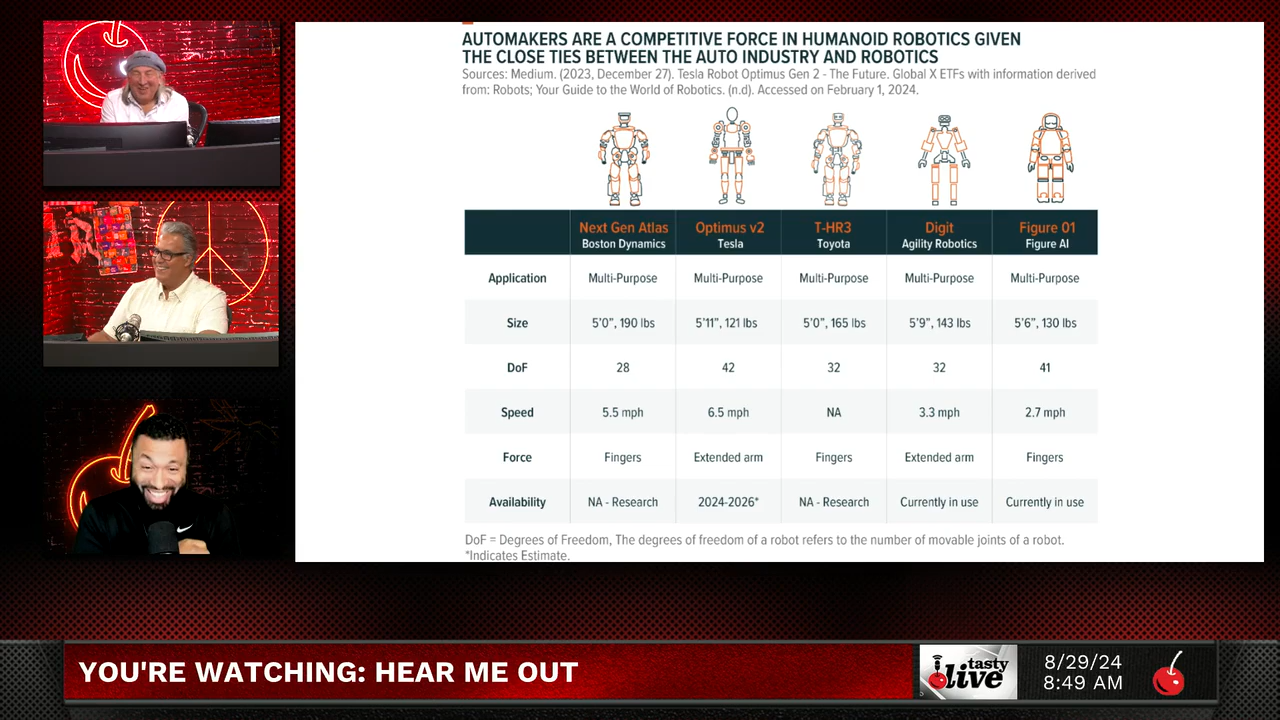 AUTOMAKERS ARE A COMPETITIVE FORCE IN HUMANOID ROBOTICS GIVEN
THE CLOSE TIES BETWEEN THE AUTO INDUSTRY AND ROBOTICS
Sources: Medium. (2023, December 27). Tesla Robot Optimus Gen 2 - The Future. Global X ETFs with information derived
from: Robots; Your Guide to the World of Robotics. (n.d). Accessed on February 1, 2024.
Next Gen Atlas Optimus v2 T-HR3 Digit Figure 01
Boston Dynamics Tesla Toyota Agility Robotics Figure AI
Application Multi-Purpose Multi-Purpose Multi-Purpose Multi-Purpose Multi-Purpose
Size 5'0", 190 lbs 5'11", 121 lbs 5'0", 165 lbs 5'9", 143 lbs 5'6", 130 lbs
DoF 28 42 32 32 41
Speed 5.5 mph 6.5 mph NA 3.3 mph 2.7 mph
Force Fingers Extended arm Fingers Extended arm Fingers
Availability NA - Research 2024-2026* NA - Research Currently in use Currently in use
DoF = Degrees of Freedom, The degrees of freedom of a robot refers to the number of movable joints of a robot.
*Indicates Estimate.
YOU'RE WATCHING: HEAR ME OUT
tasty
live
8/29/24
8:49 AM